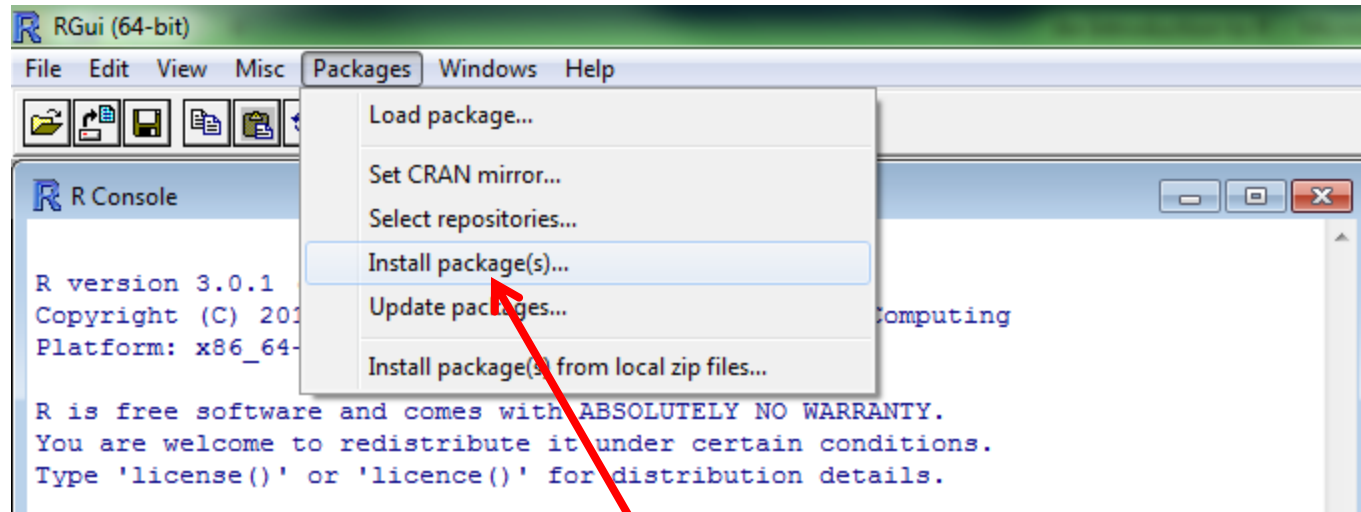 RGui (64-bit)
File Edit View Misc Packages Windows Help
Load package...
Set CRAN mirror...
Select repositories...
Install package(s)...
Update packages...
Install package(s) from local zip files...
R Console
R version 3.0.1
Copyright (C) 201 Computing
Platform: x86_64-
R is free software and comes with ABSOLUTELY NO WARRANTY.
You are welcome to redistribute it under certain conditions.
Type 'license()' or 'licence()' for distribution details.